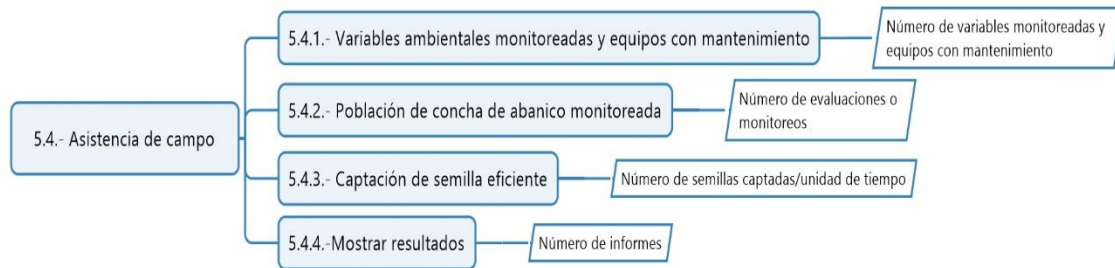 5.4.- Asistencia de campo
5.4.1.- Variables ambientales monitoreadas y equipos con mantenimiento
Número de variables monitoreadas y
equipos con mantenimiento
5.4.2.- Población de concha de abanico monitoreada
Número de evaluaciones o
monitoreos
5.4.3.- Captación de semilla eficiente
Número de semillas captadas/unidad de tiempo
5.4.4.-Mostrar resultados
Número de informes